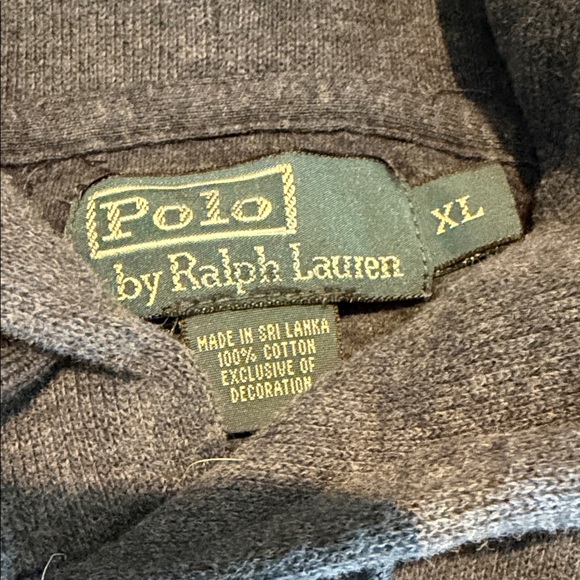 Polo
by Ralph Lauren
XL
MADE IN SRI LANKA
100% COTTON
EXCLUSIVE OF
DECORATION